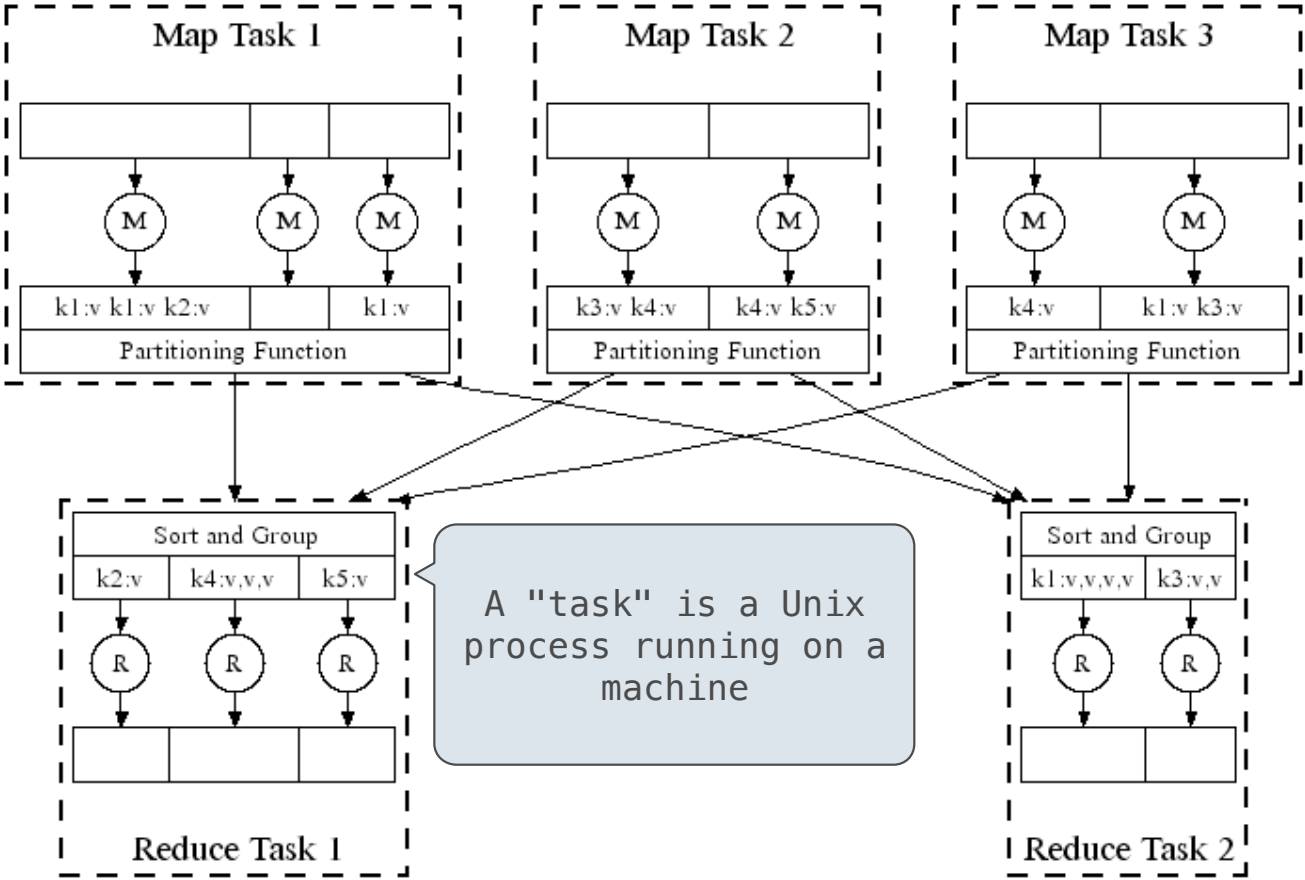 Map Task 1
Map Task 2
Map Task 3
M
M
M
M
M
M
M
k1:v k1:v k2:v
k1:v
k3:v k4:v
k4:v k5:v
k4:v
k1:v k3:v
Partitioning Function
Partitioning Function
Partitioning Function
Sort and Group
k2:v
k4:v,v,v
k5:v
R
R
R
Reduce Task 1
A "task" is a Unix
process running on a
machine
Sort and Group
k1:v,v,v,v
k3:v,v
R
R
Reduce Task 2